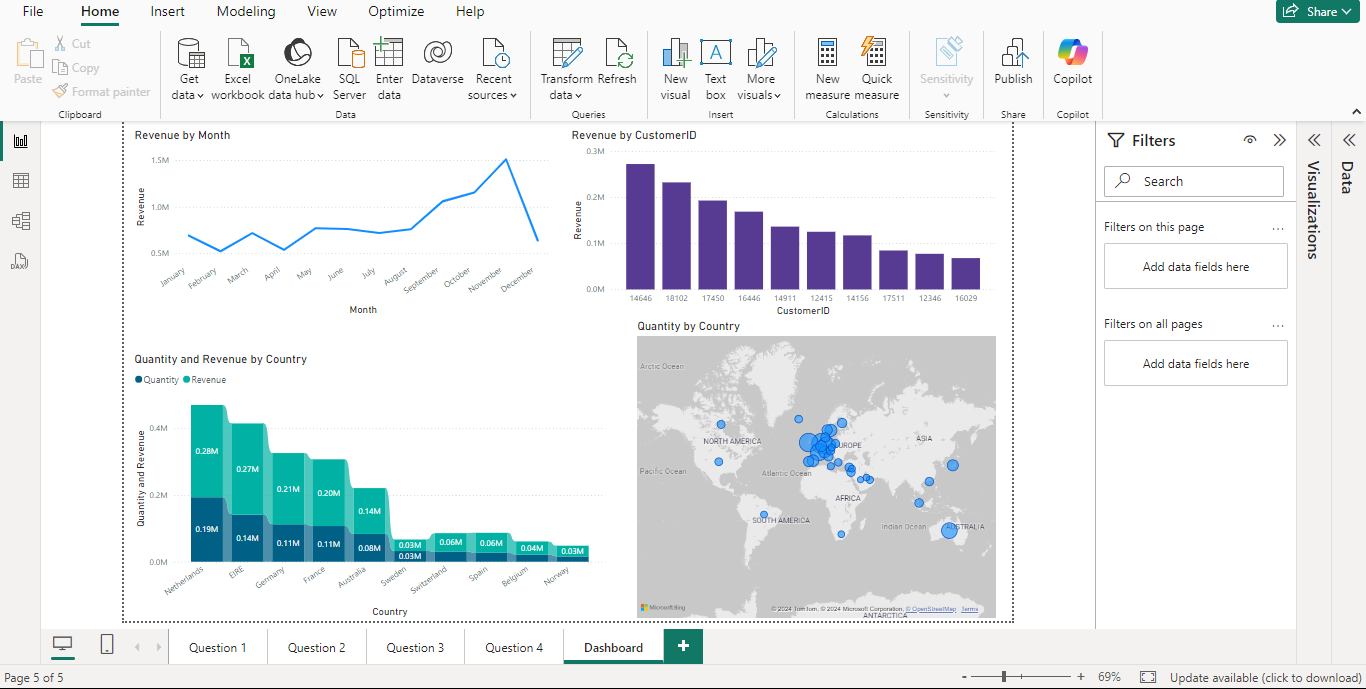 File Home Insert Modeling View Optimize Help
Share
Paste
Cut
Copy
Format painter
Clipboard
Get data
Excel workbook
OneLake data hub
SQL Server
Enter data
Dataverse
Recent sources
Data
Transform data
Refresh
Queries
New visual
Text box
More visuals
Insert
New measure
Quick measure
Calculations
Sensitivity
Sensitivity
Publish
Share
Copilot
Copilot
Revenue by Month
1.5M
1.0M
0.5M
Revenue
January February March April May June July August September October November December
Month
Revenue by CustomerID
0.3M
0.2M
0.1M
0.0M
Revenue
14646 18102 17450 16446 14911 12415 14156 17511 12346 16029
CustomerID
Quantity and Revenue by Country
Quantity Revenue
0.4M
0.2M
0.0M
Quantity and Revenue
0.28M 0.27M 0.21M 0.20M 0.14M 0.03M 0.06M 0.06M 0.04M 0.03M
0.19M 0.14M 0.11M 0.11M 0.08M 0.03M
Netherlands EIRE Germany France Australia Sweden Switzerland Spain Belgium Norway
Country
Quantity by Country
Arctic Ocean
NORTH AMERICA
ASIA
Pacific Ocean
Atlantic Ocean
AFRICA
SOUTH AMERICA
Indian Ocean
Microsoft Bing
© 2024 TomTom, © 2024 Microsoft Corporation, © OpenStreetMap Terms
ANTARCTICA
Filters
Search
Filters on this page ...
Add data fields here
Filters on all pages ...
Add data fields here
Visualizations
Data
DAX
Question 1 Question 2 Question 3 Question 4 Dashboard +
Page 5 of 5
- + 69%
Update available (click to download)